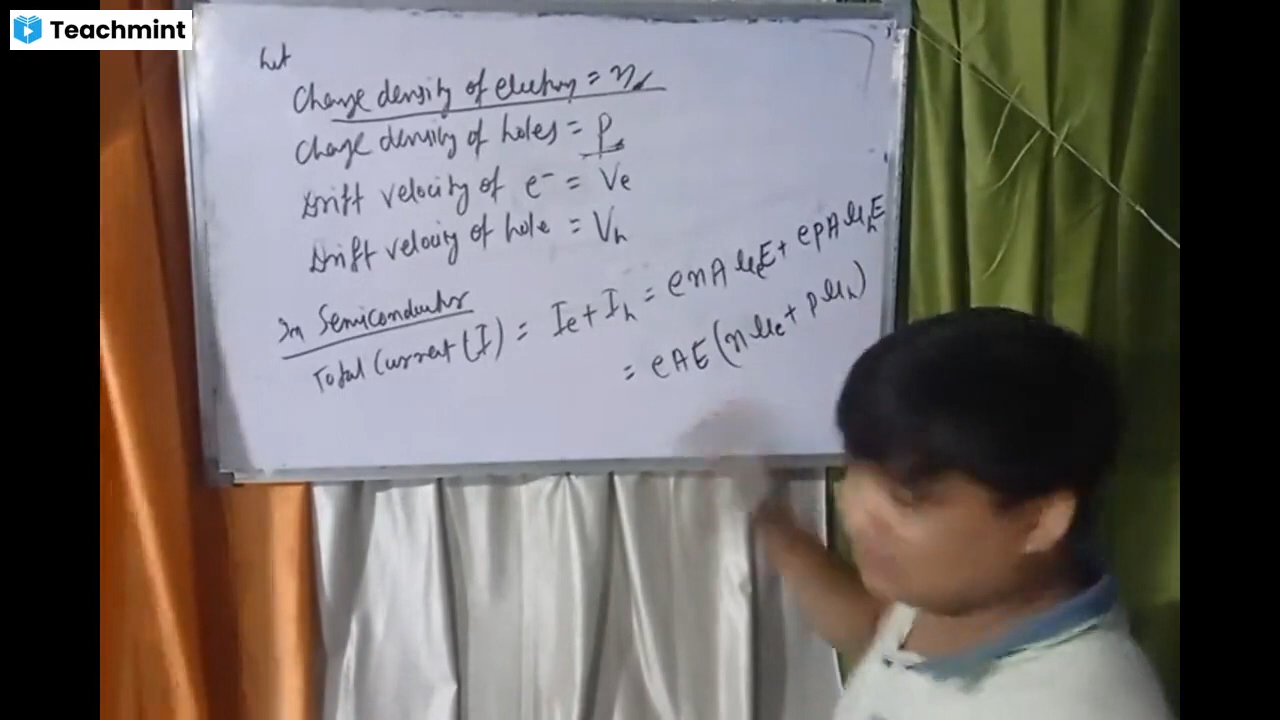 Teachmint
Let
Charge density of electron = n
Charge density of holes = p
Drift velocity of e⁻ = Ve
Drift velocity of hole = Vh
In Semiconductor
Total Current (I) = Ie + Ih = enAμeE + epAμhE
= eAE (nμe + pμh)